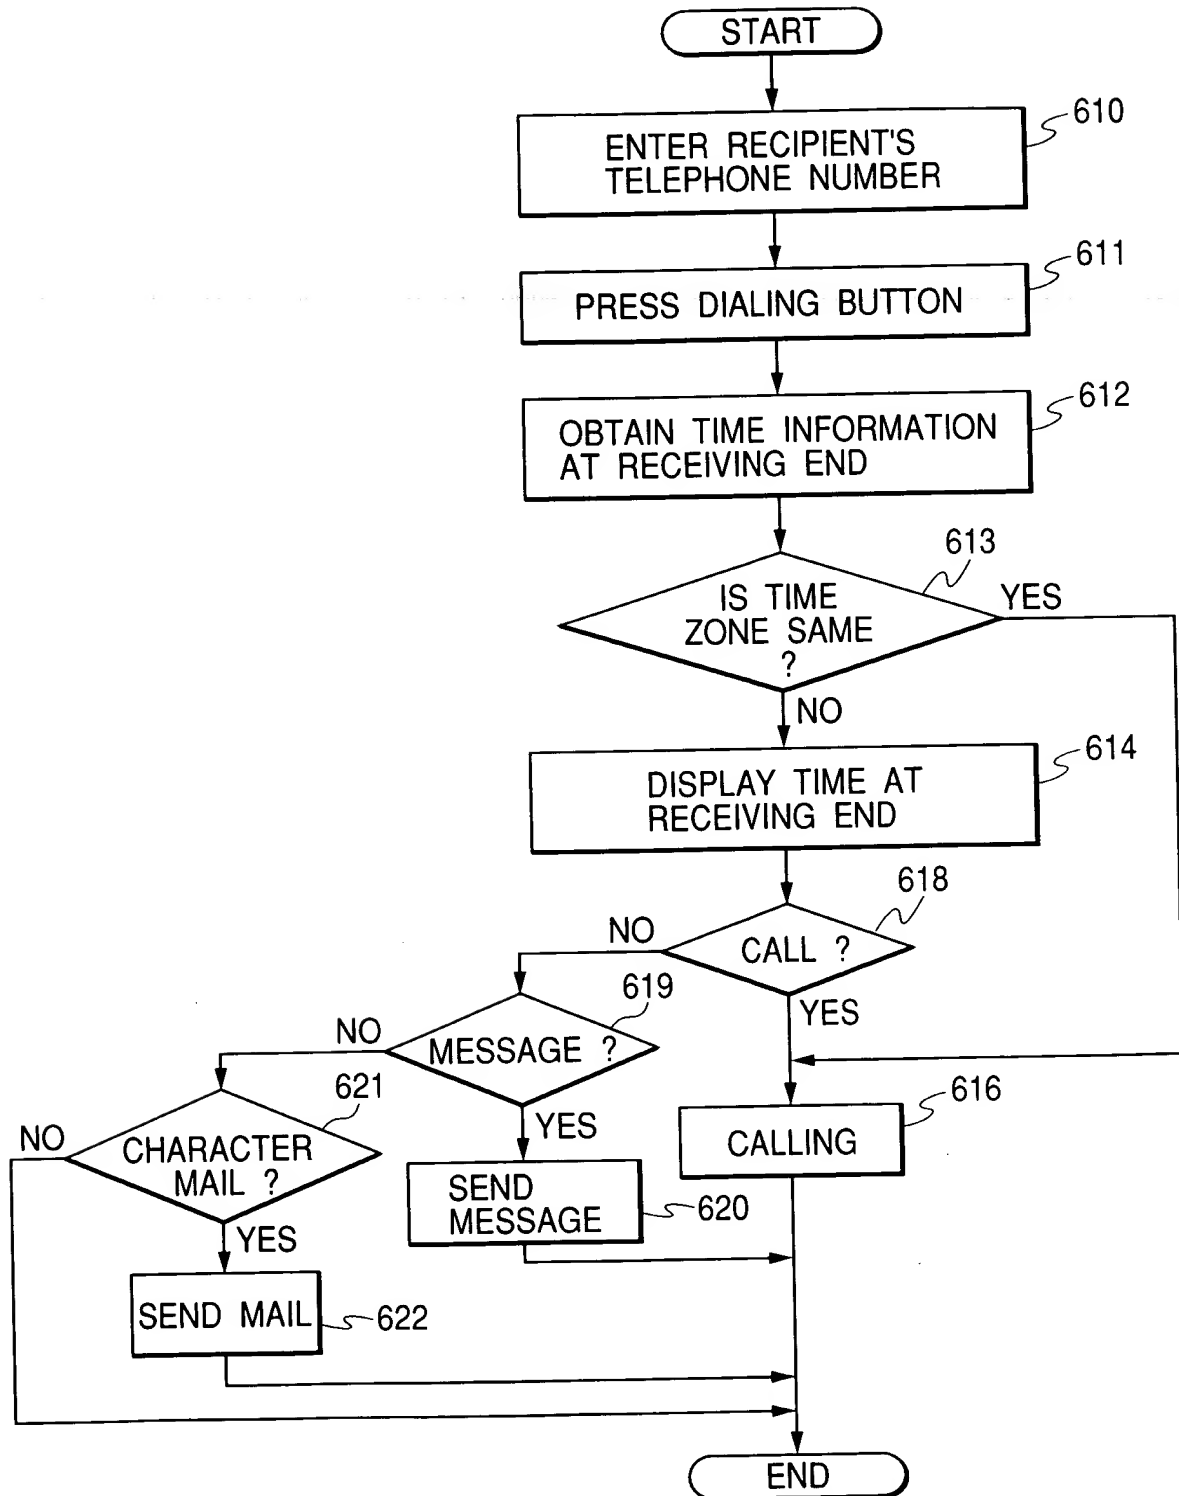 START
610
ENTER RECIPIENT'S
TELEPHONE NUMBER
611
PRESS DIALING BUTTON
612
OBTAIN TIME INFORMATION
AT RECEIVING END
613
IS TIME
ZONE SAME
?
YES
NO
614
DISPLAY TIME AT
RECEIVING END
618
CALL ?
NO
YES
619
MESSAGE ?
NO
YES
616
CALLING
621
CHARACTER
MAIL ?
NO
YES
SEND
MESSAGE
620
SEND MAIL
622
END